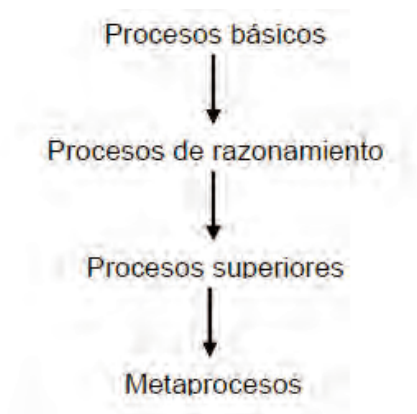 Procesos básicos
Procesos de razonamiento
Procesos superiores
Metaprocesos